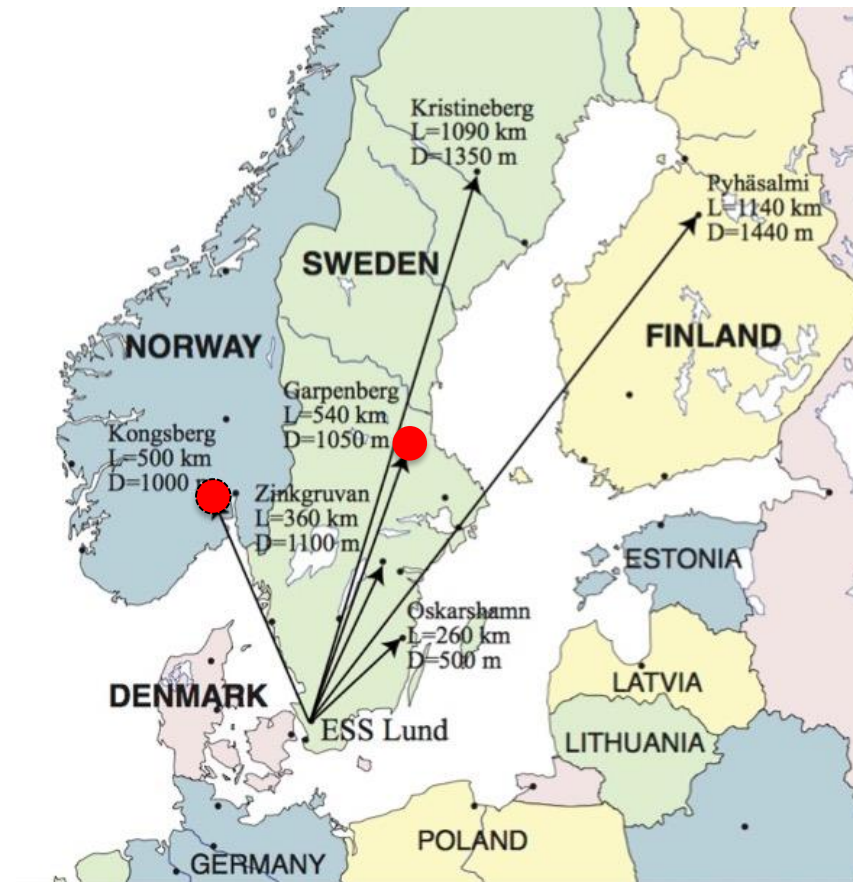 Kristineberg
L=1090 km
D=1350 m
Pyhäsalmi
L=1140 km
D=1440 m
SWEDEN
NORWAY
FINLAND
Garpenberg
L=540 km
D=1050 m
Kongsberg
L=500 km
D=1000
Zinkgruvan
L=360 km
D=1100 m
ESTONIA
Oskarshamn
L=260 km
D=500 m
LATVIA
DENMARK
ESS Lund
LITHUANIA
POLAND
GERMANY